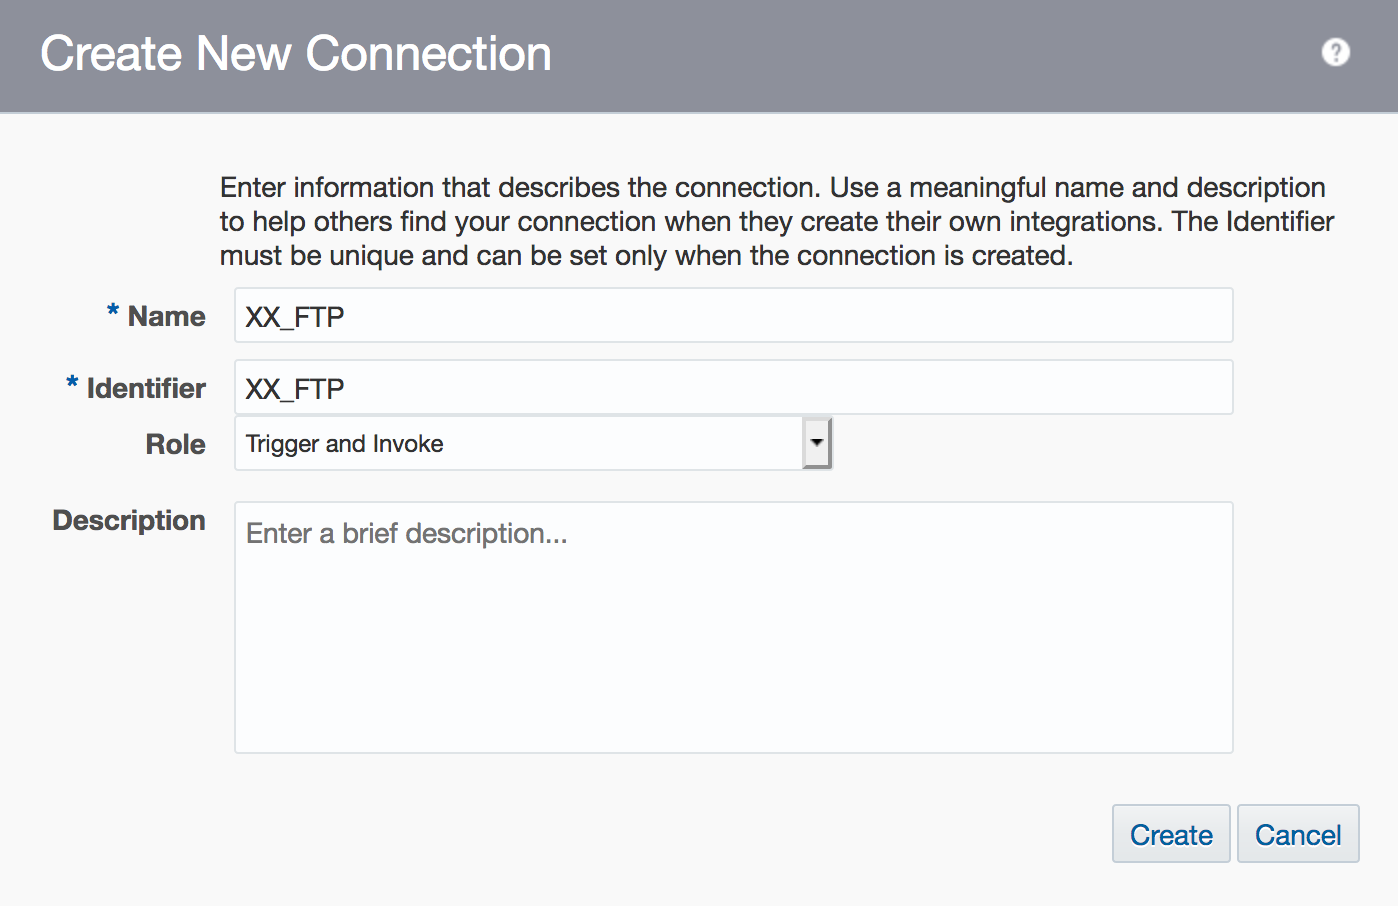 Create New Connection
?
Enter information that describes the connection. Use a meaningful name and description
to help others find your connection when they create their own integrations. The Identifier
must be unique and can be set only when the connection is created.
* Name XX_FTP
* Identifier XX_FTP
Role Trigger and Invoke
Description Enter a brief description...
Create Cancel